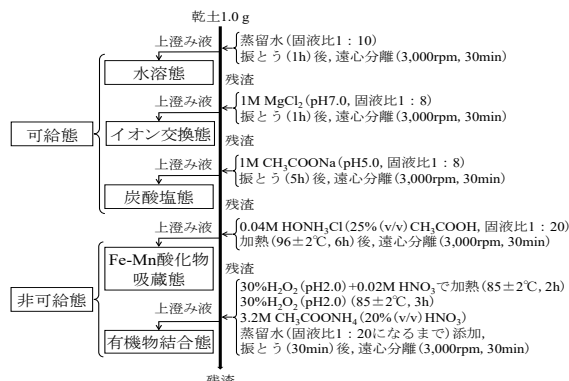 乾土1.0 g
上澄み液
蒸留水(固液比1：10)
振とう(1h)後, 遠心分離(3,000rpm, 30min)
水溶態
残渣
上澄み液
1M MgCl₂(pH7.0, 固液比1：8)
振とう(1h)後, 遠心分離(3,000rpm, 30min)
可給態
イオン交換態
残渣
上澄み液
1M CH₃COONa(pH5.0, 固液比1：8)
振とう(5h)後, 遠心分離(3,000rpm, 30min)
炭酸塩態
残渣
上澄み液
0.04M HONH₃Cl(25%(v/v) CH₃COOH, 固液比1：20)
加熱(96±2℃, 6h)後, 遠心分離(3,000rpm, 30min)
Fe-Mn酸化物
吸蔵態
残渣
非可給態
上澄み液
30%H₂O₂(pH2.0)+0.02M HNO₃で加熱(85±2℃, 2h)
30%H₂O₂(pH2.0) (85±2℃, 3h)
3.2M CH₃COONH₄(20%(v/v) HNO₃)
蒸留水(固液比1：20になるまで)添加,
振とう(30min)後, 遠心分離(3,000rpm, 30min)
有機物結合態
残渣